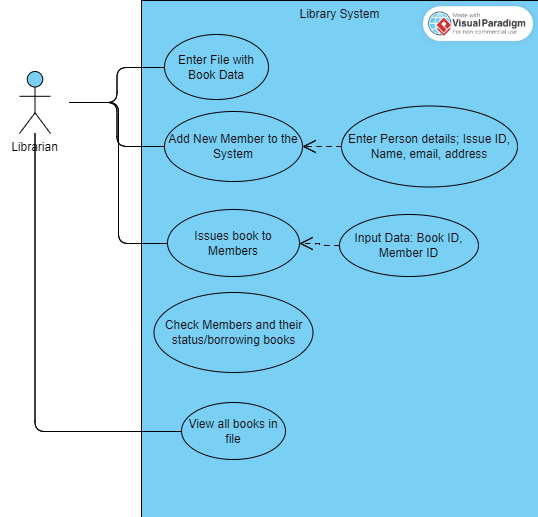 Library System
Made with
Visual Paradigm
For non-commercial use
Enter File with
Book Data
Librarian
Add New Member to the
System
Enter Person details; Issue ID,
Name, email, address
Issues book to
Members
Input Data: Book ID,
Member ID
Check Members and their
status/borrowing books
View all books in
file